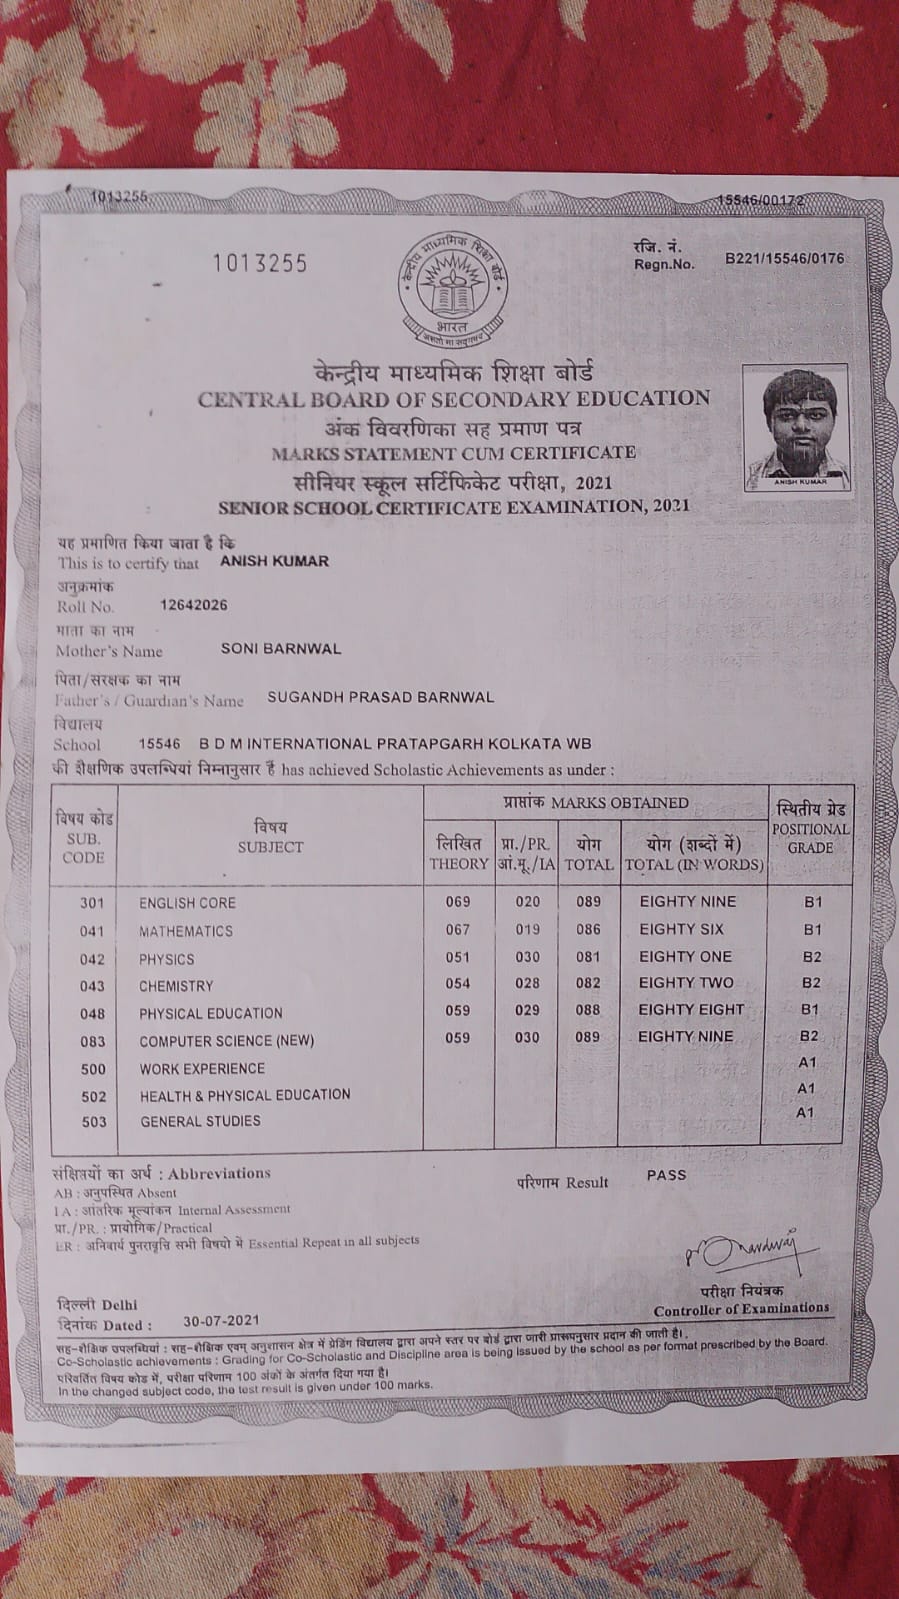 1013255 15546/00172
1013255
रजि. नं.
Regn.No. B221/15546/0176
केन्द्रीय माध्यमिक शिक्षा बोर्ड
भारत
असतो मा सद्गमय
केन्द्रीय माध्यमिक शिक्षा बोर्ड
CENTRAL BOARD OF SECONDARY EDUCATION
अंक विवरणिका सह प्रमाण पत्र
MARKS STATEMENT CUM CERTIFICATE
सीनियर स्कूल सर्टिफिकेट परीक्षा, 2021
SENIOR SCHOOL CERTIFICATE EXAMINATION, 2021
ANISH KUMAR
यह प्रमाणित किया जाता है कि
This is to certify that ANISH KUMAR
अनुक्रमांक
Roll No. 12642026
माता का नाम
Mother's Name SONI BARNWAL
पिता/संरक्षक का नाम
Father's / Guardian's Name SUGANDH PRASAD BARNWAL
विद्यालय
School 15546 B D M INTERNATIONAL PRATAPGARH KOLKATA WB
की शैक्षणिक उपलब्धियां निम्नानुसार हैं has achieved Scholastic Achievements as under :
विषय कोड
SUB.
CODE
विषय
SUBJECT
प्राप्तांक MARKS OBTAINED
लिखित
THEORY
प्रा./PR.
आं.मू./IA
योग
TOTAL
योग (शब्दों में)
TOTAL (IN WORDS)
स्थितीय ग्रेड
POSITIONAL
GRADE
301 ENGLISH CORE 069 020 089 EIGHTY NINE B1
041 MATHEMATICS 067 019 086 EIGHTY SIX B1
042 PHYSICS 051 030 081 EIGHTY ONE B2
043 CHEMISTRY 054 028 082 EIGHTY TWO B2
048 PHYSICAL EDUCATION 059 029 088 EIGHTY EIGHT B1
083 COMPUTER SCIENCE (NEW) 059 030 089 EIGHTY NINE B2
500 WORK EXPERIENCE A1
502 HEALTH & PHYSICAL EDUCATION A1
503 GENERAL STUDIES A1
संक्षितयों का अर्थ : Abbreviations
AB : अनुपस्थित Absent
IA : आंतरिक मूल्यांकन Internal Assessment
प्रा./PR. : प्रायोगिक/Practical
ER : अनिवार्य पुनरावृत्ति सभी विषयो में Essential Repeat in all subjects
परिणाम Result PASS
परीक्षा नियंत्रक
Controller of Examinations
दिल्ली Delhi
दिनांक Dated : 30-07-2021
सह-शैक्षिक उपलब्धियां : सह-शैक्षिक एवम् अनुशासन क्षेत्र में ग्रेडिंग विद्यालय द्वारा अपने स्तर पर बोर्ड द्वारा जारी प्रारूपनुसार प्रदान की जाती है।
Co-Scholastic achievements : Grading for Co-Scholastic and Discipline area is being issued by the school as per format prescribed by the Board.
परिवर्तित विषय कोड में, परीक्षा परिणाम 100 अंकों के अंतर्गत दिया गया है।
In the changed subject code, the test result is given under 100 marks.